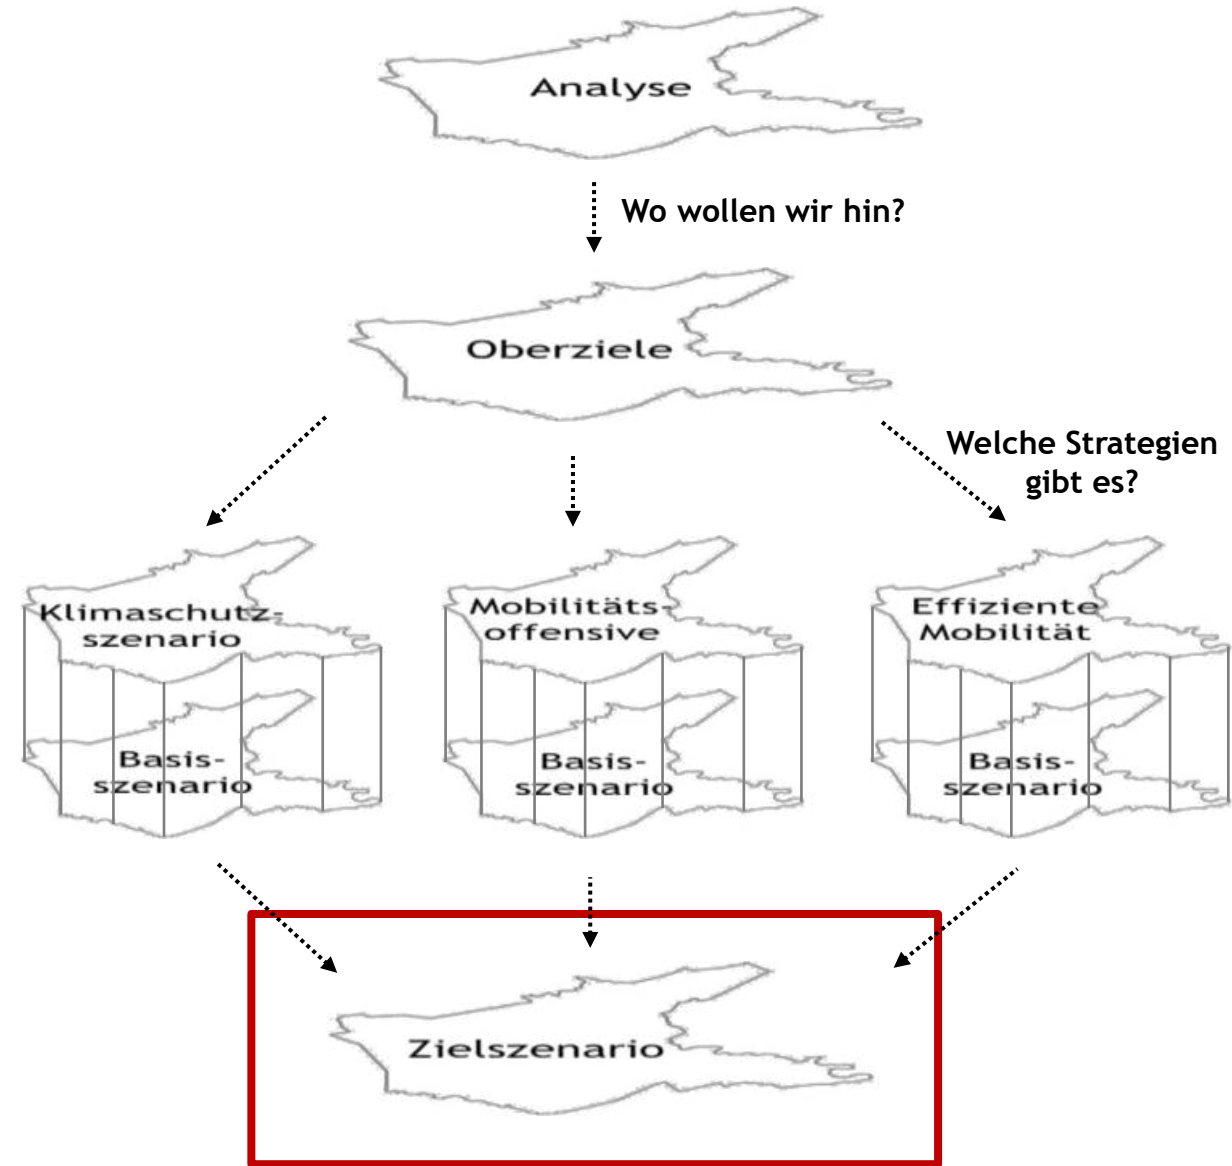 Analyse
Wo wollen wir hin?
Oberziele
Welche Strategien
gibt es?
Klimaschutz-
szenario
Mobilitäts-
offensive
Effiziente
Mobilität
Basis-
szenario
Basis-
szenario
Basis-
szenario
Zielszenario